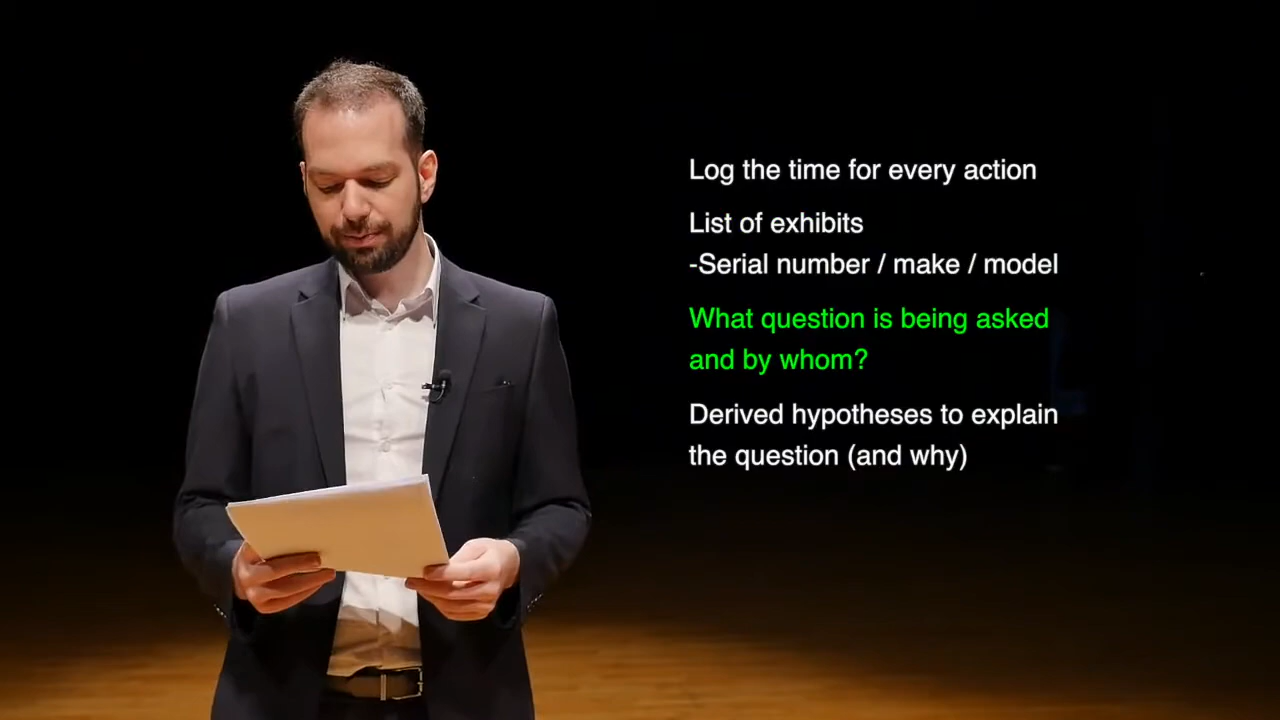 Log the time for every action
List of exhibits
-Serial number / make / model
What question is being asked
and by whom?
Derived hypotheses to explain
the question (and why)